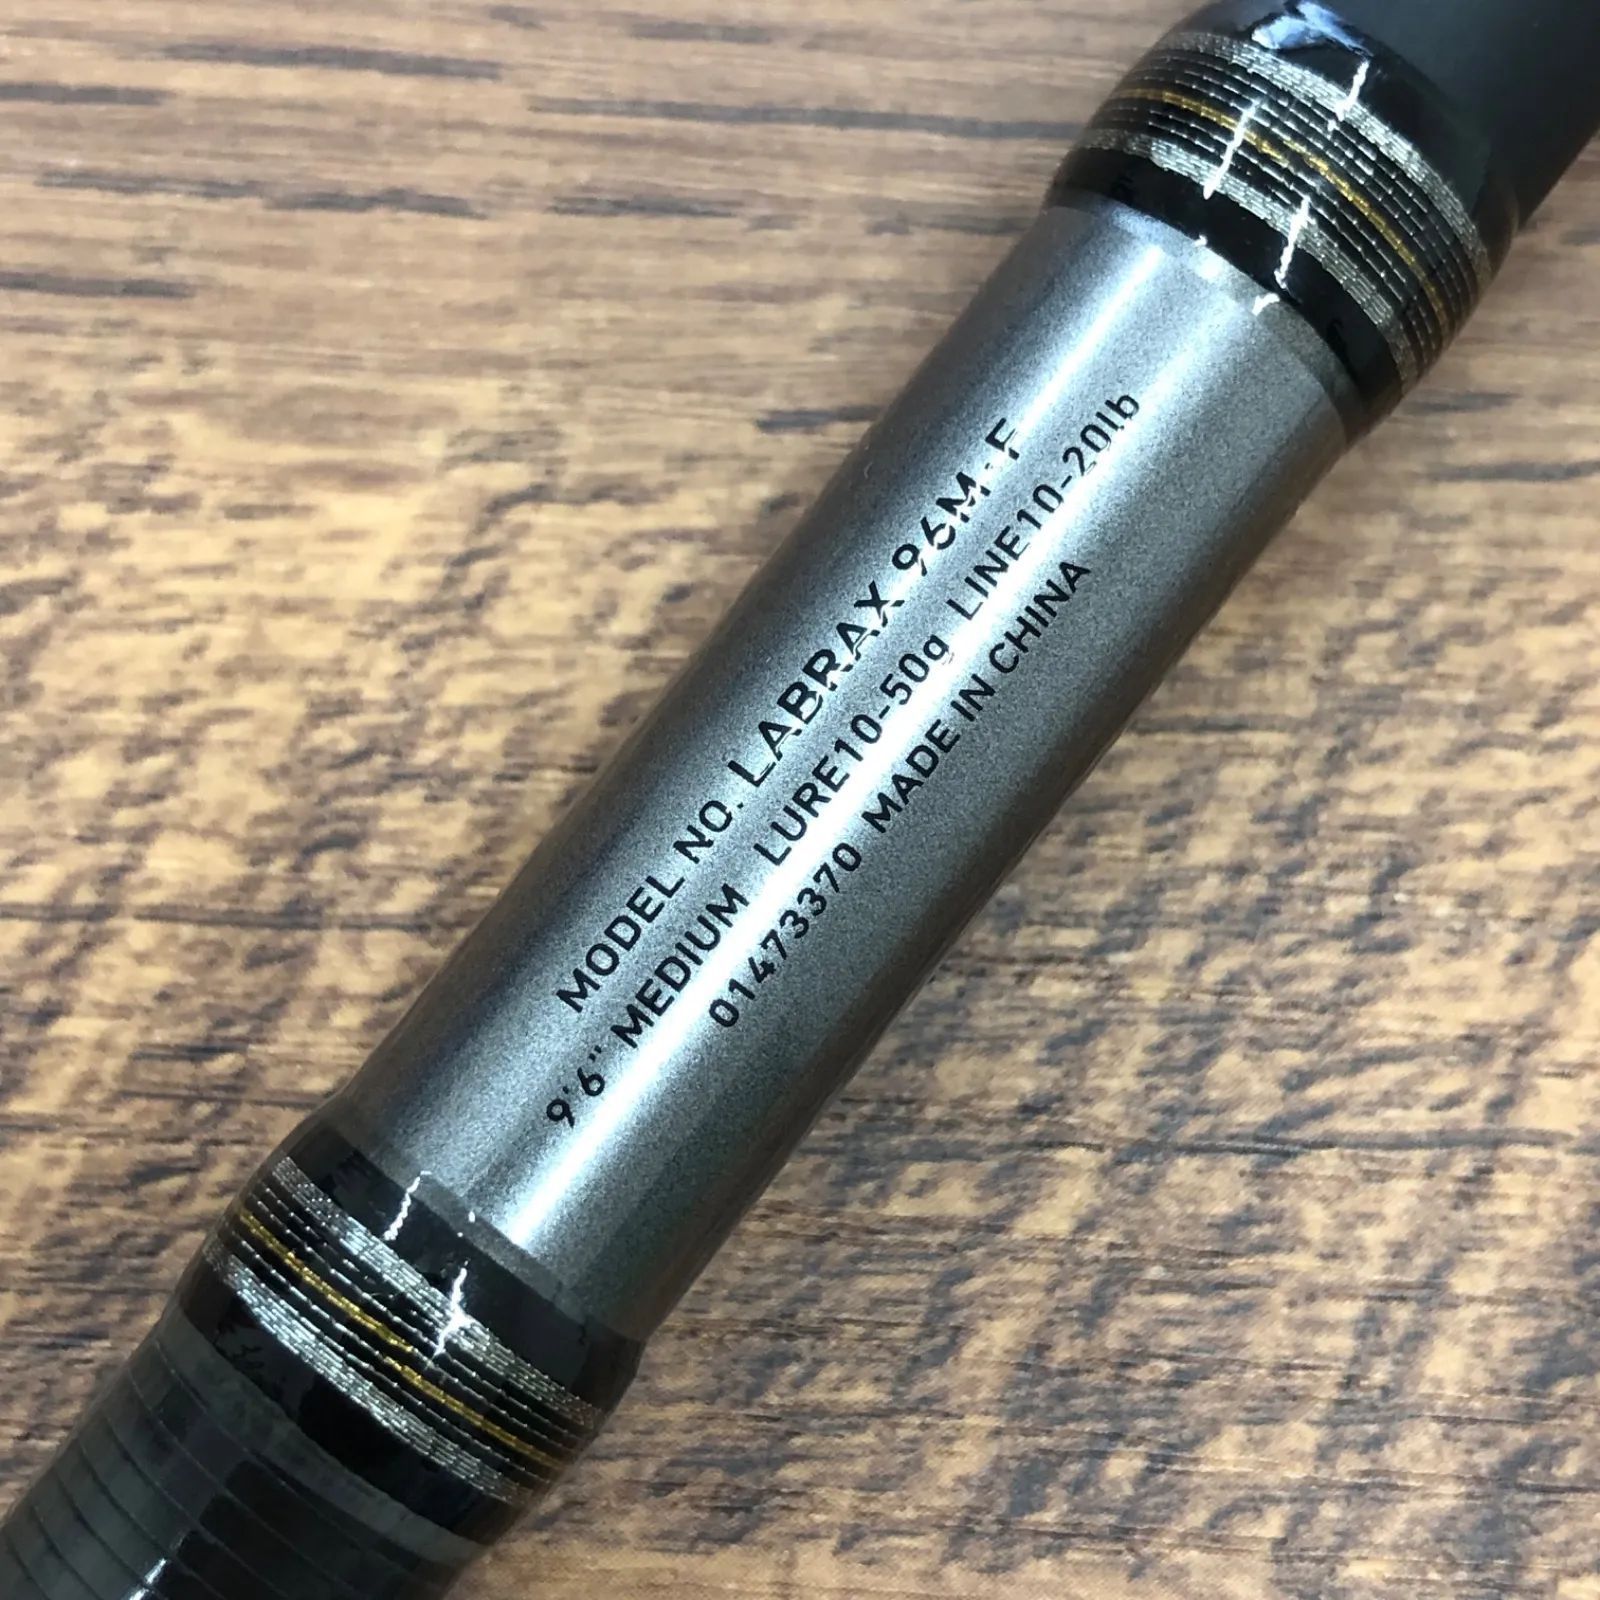 MODEL NO. LABRAX 96M·F
9'6" MEDIUM LURE10-50g LINE10-20lb
01473370 MADE IN CHINA